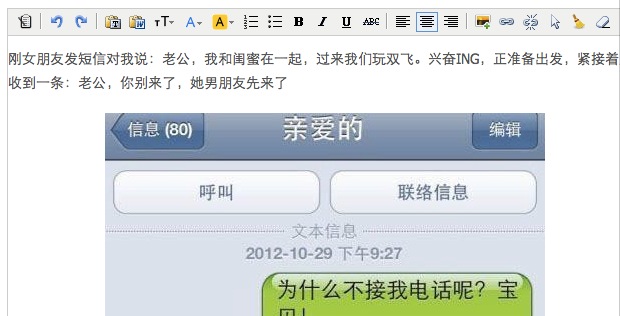 刚女朋友发短信对我说：老公，我和闺蜜在一起，过来我们玩双飞。兴奋ING，正准备出发，紧接着
收到一条：老公，你别来了，她男朋友先来了
信息 (80)
亲爱的
编辑
呼叫
联络信息
文本信息
2012-10-29 下午9:27
为什么不接我电话呢？宝
贝！